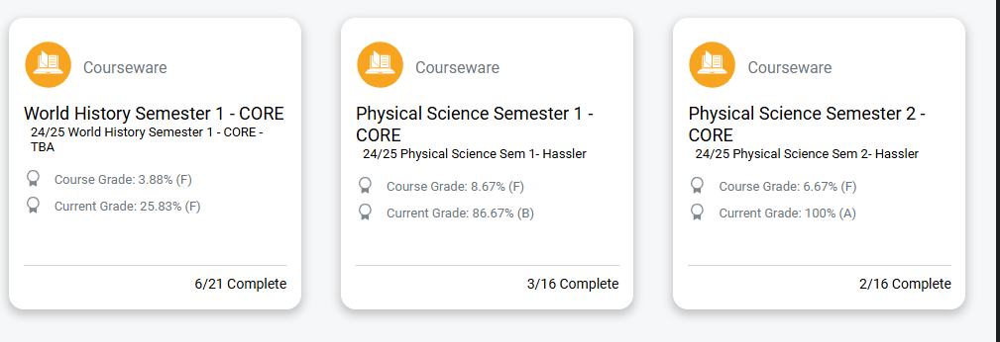 Courseware
World History Semester 1 - CORE
24/25 World History Semester 1 - CORE -
TBA
Course Grade: 3.88% (F)
Current Grade: 25.83% (F)
6/21 Complete
Courseware
Physical Science Semester 1 -
CORE
24/25 Physical Science Sem 1- Hassler
Course Grade: 8.67% (F)
Current Grade: 86.67% (B)
3/16 Complete
Courseware
Physical Science Semester 2 -
CORE
24/25 Physical Science Sem 2- Hassler
Course Grade: 6.67% (F)
Current Grade: 100% (A)
2/16 Complete